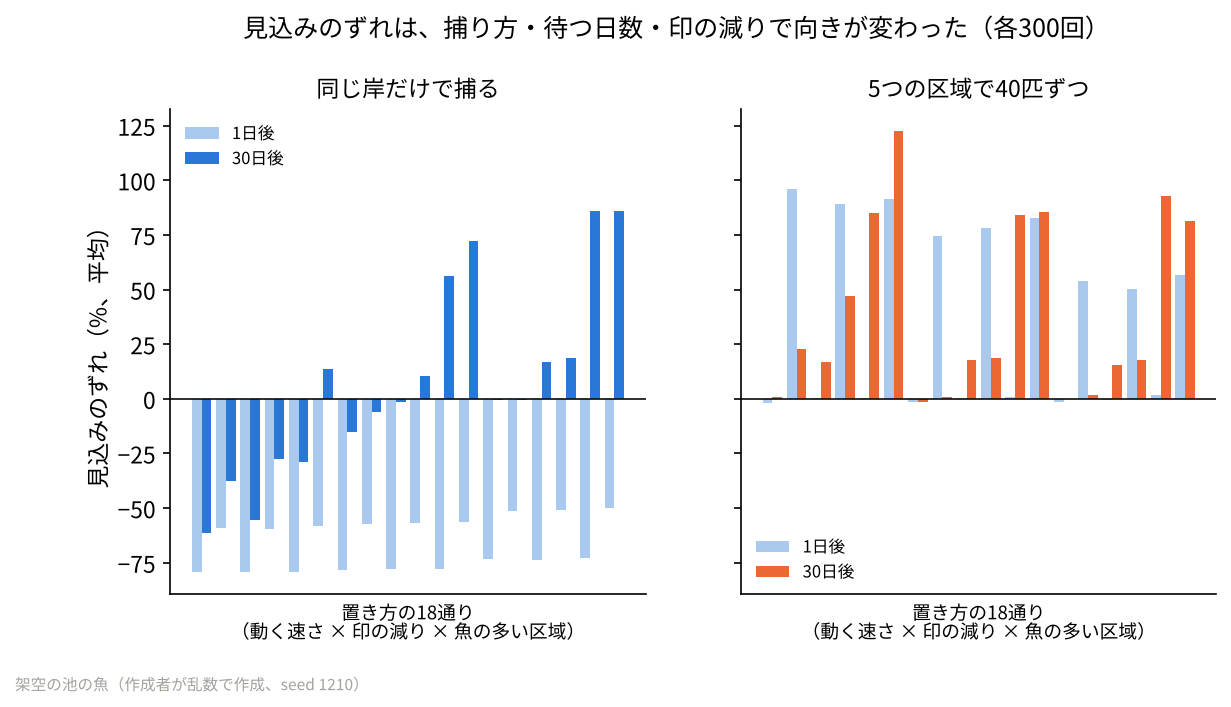 見込みのずれは、捕り方・待つ日数・印の減りで向きが変わった（各300回）
同じ岸だけで捕る
1日後
30日後
125
100
75
50
25
0
−25
−50
−75
見込みのずれ（%、平均）
置き方の18通り
（動く速さ × 印の減り × 魚の多い区域）
5つの区域で40匹ずつ
1日後
30日後
置き方の18通り
（動く速さ × 印の減り × 魚の多い区域）
架空の池の魚（作成者が乱数で作成、seed 1210）